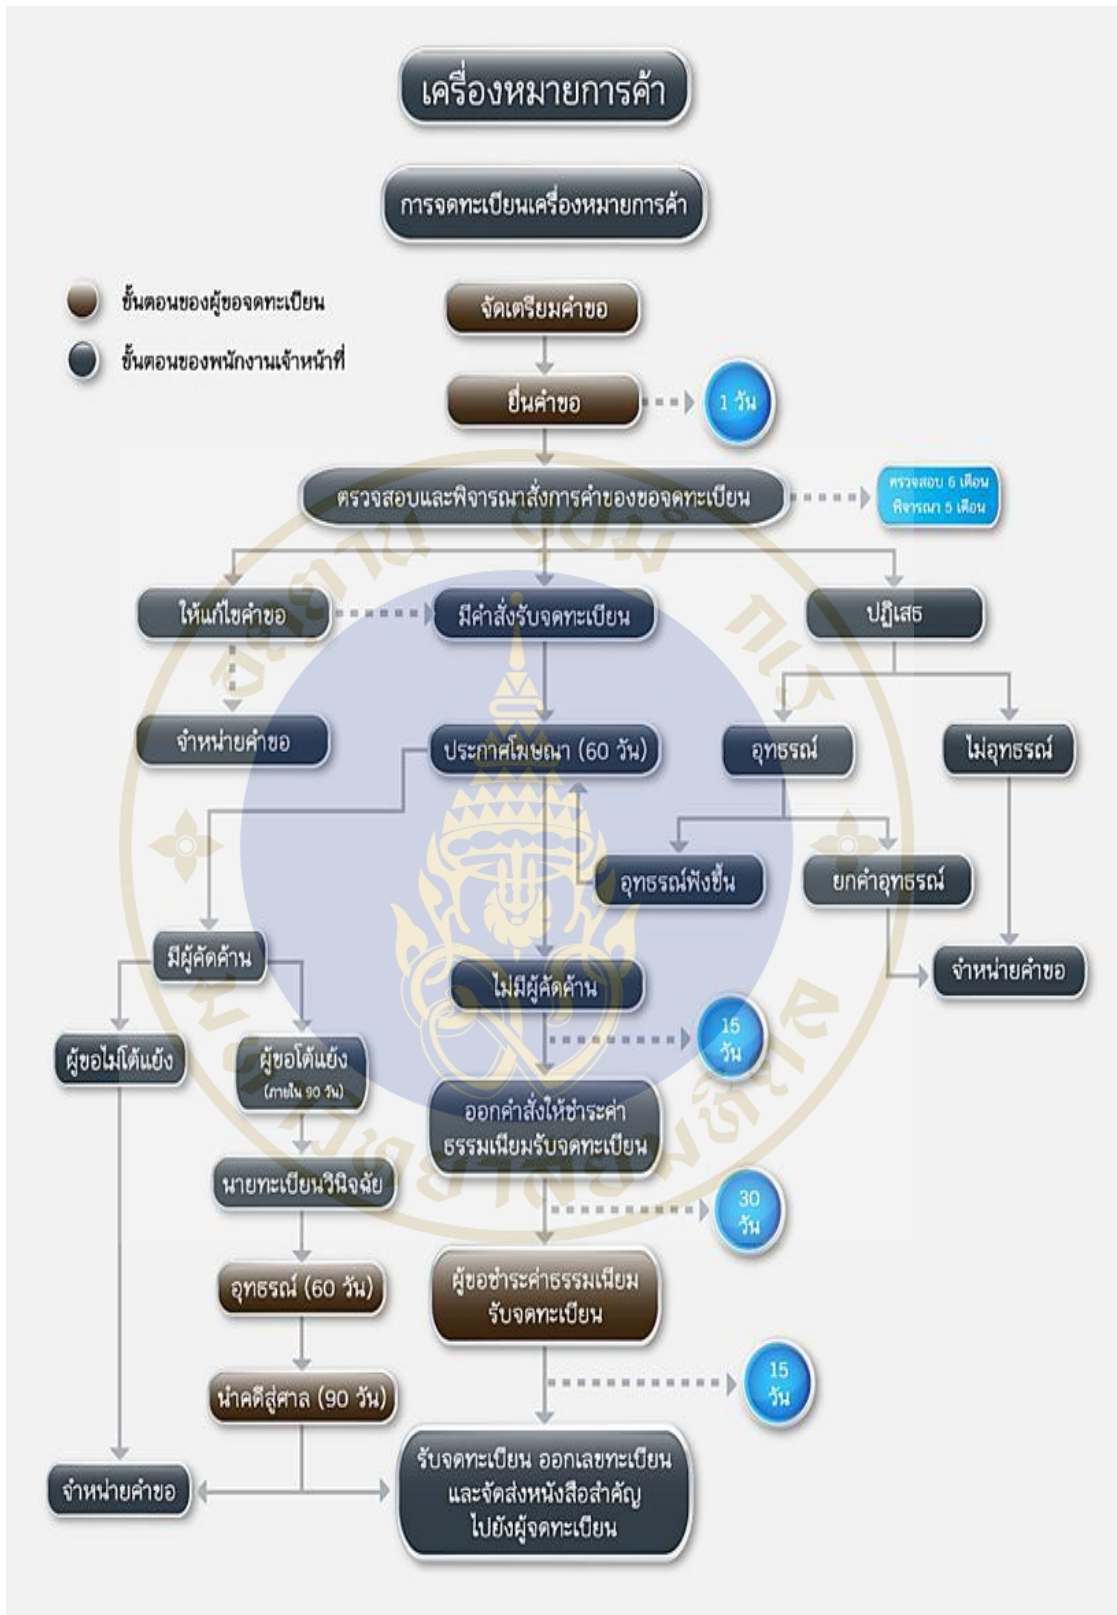 เครื่องหมายการค้า
การจดทะเบียนเครื่องหมายการค้า
ขั้นตอนของผู้ขอจดทะเบียน
ขั้นตอนของพนักงานเจ้าหน้าที่
จัดเตรียมคำขอ
ยื่นคำขอ
1 วัน
ตรวจสอบและพิจารณาสั่งการคำของขอจดทะเบียน
ตรวจสอบ 6 เดือน
พิจารณา 5 เดือน
ให้แก้ไขคำขอ
มีคำสั่งรับจดทะเบียน
ปฏิเสธ
จำหน่ายคำขอ
ประกาศโฆษณา (60 วัน)
อุทธรณ์
ไม่อุทธรณ์
อุทธรณ์ฟังขึ้น
ยกคำอุทธรณ์
มีผู้คัดค้าน
ไม่มีผู้คัดค้าน
จำหน่ายคำขอ
15
วัน
ผู้ขอไม่โต้แย้ง
ผู้ขอโต้แย้ง
(ภายใน 90 วัน)
ออกคำสั่งให้ชำระค่า
ธรรมเนียมรับจดทะเบียน
นายทะเบียนวินิจฉัย
30
วัน
อุทธรณ์ (60 วัน)
ผู้ขอชำระค่าธรรมเนียม
รับจดทะเบียน
นำคดีสู่ศาล (90 วัน)
15
วัน
จำหน่ายคำขอ
รับจดทะเบียน ออกเลขทะเบียน
และจัดส่งหนังสือสำคัญ
ไปยังผู้จดทะเบียน
อตฺตานํ อุปมํ กเร
มหาวิทยาลัยมหิดล